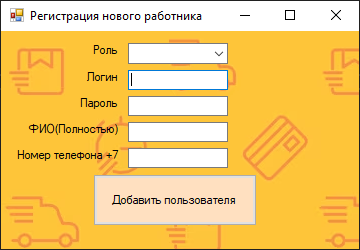 Регистрация нового работника
Роль
Логин
Пароль
ФИО(Полностью)
Номер телефона +7
Добавить пользователя